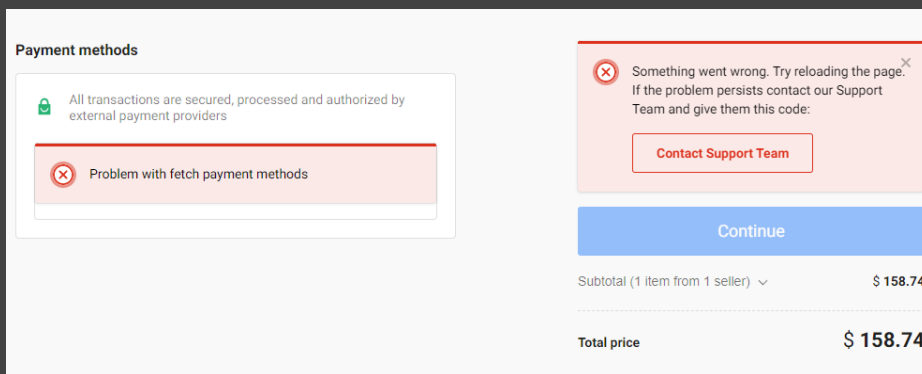 Payment methods
All transactions are secured, processed and authorized by
external payment providers
Problem with fetch payment methods
Something went wrong. Try reloading the page.
If the problem persists contact our Support
Team and give them this code:
Contact Support Team
Continue
Subtotal (1 item from 1 seller)
$ 158.74
Total price
$ 158.74